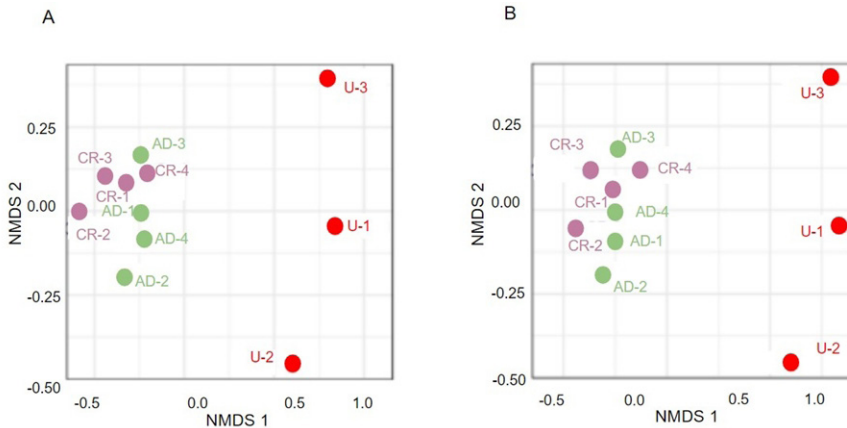 A
U-3
0.25
AD-3
CR-3
CR-4
CR-1
0.00
AD-1
CR-2
AD-4
U-1
AD-2
-0.25
U-2
-0.50
-0.5
0.0
0.5
1.0
NMDS 1
NMDS 2
B
U-3
0.25
AD-3
CR-3
CR-4
CR-1
0.00
AD-4
CR-2
AD-1
U-1
AD-2
-0.25
U-2
-0.50
-0.5
0.0
0.5
1.0
NMDS 1
NMDS 2